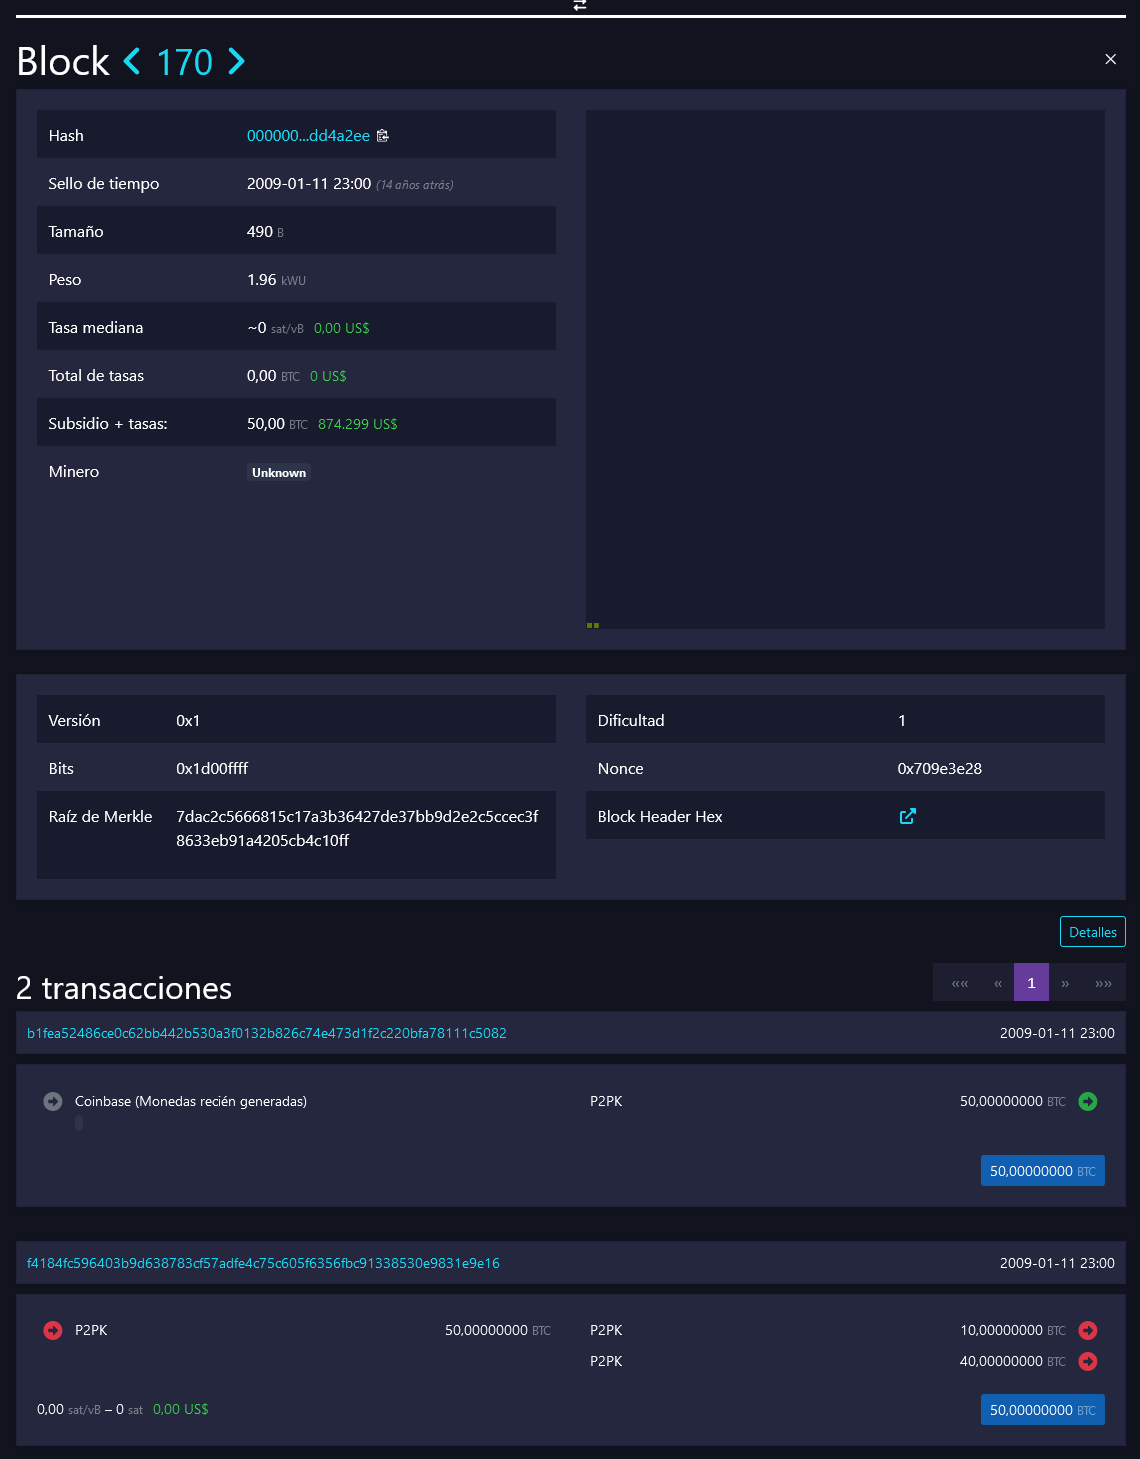 Block 170
Hash 000000...dd4a2ee
Sello de tiempo 2009-01-11 23:00 (14 años atrás)
Tamaño 490 B
Peso 1.96 kWU
Tasa mediana ~0 sat/vB 0,00 US$
Total de tasas 0,00 BTC 0 US$
Subsidio + tasas: 50,00 BTC 874.299 US$
Minero Unknown
Versión 0x1
Bits 0x1d00ffff
Raíz de Merkle 7dac2c5666815c17a3b36427de37bb9d2e2c5ccec3f
8633eb91a4205cb4c10ff
Dificultad 1
Nonce 0x709e3e28
Block Header Hex
Detalles
2 transacciones
«« « 1 » »»
b1fea52486ce0c62bb442b530a3f0132b826c74e473d1f2c220bfa78111c5082 2009-01-11 23:00
Coinbase (Monedas recién generadas) P2PK 50,00000000 BTC
50,00000000 BTC
f4184fc596403b9d638783cf57adfe4c75c605f6356fbc91338530e9831e9e16 2009-01-11 23:00
P2PK 50,00000000 BTC P2PK 10,00000000 BTC
P2PK 40,00000000 BTC
0,00 sat/vB – 0 sat 0,00 US$ 50,00000000 BTC